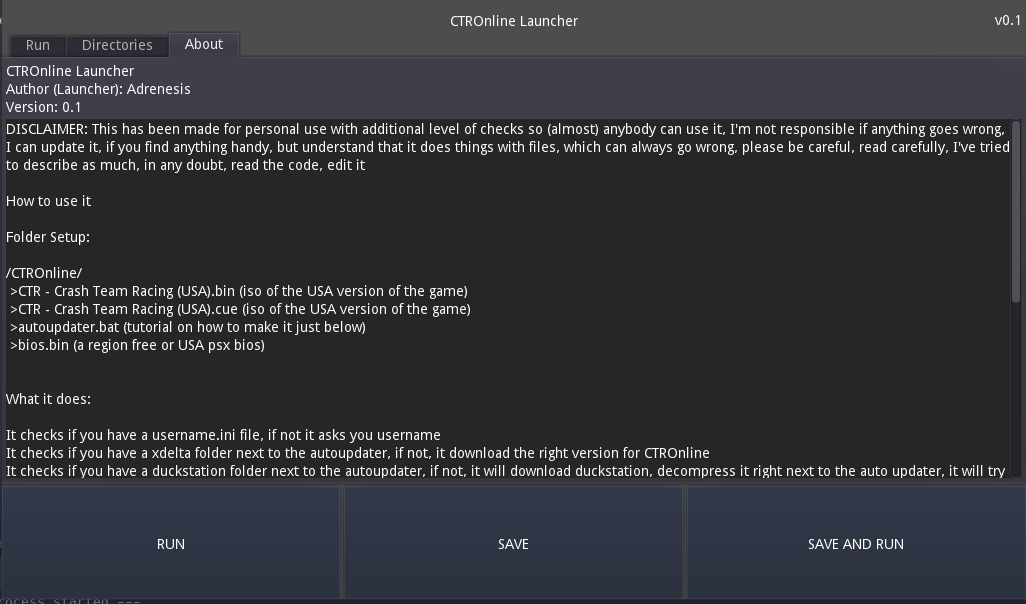 CTROnline Launcher
v0.1
Run
Directories
About
CTROnline Launcher
Author (Launcher): Adrenesis
Version: 0.1
DISCLAIMER: This has been made for personal use with additional level of checks so (almost) anybody can use it, I'm not responsible if anything goes wrong,
I can update it, if you find anything handy, but understand that it does things with files, which can always go wrong, please be careful, read carefully, I've tried
to describe as much, in any doubt, read the code, edit it
How to use it
Folder Setup:
/CTROnline/
>CTR - Crash Team Racing (USA).bin (iso of the USA version of the game)
>CTR - Crash Team Racing (USA).cue (iso of the USA version of the game)
>autoupdater.bat (tutorial on how to make it just below)
>bios.bin (a region free or USA psx bios)
What it does:
It checks if you have a username.ini file, if not it asks you username
It checks if you have a xdelta folder next to the autoupdater, if not, it download the right version for CTROnline
It checks if you have a duckstation folder next to the autoupdater, if not, it will download duckstation, decompress it right next to the auto updater, it will try
RUN
SAVE
SAVE AND RUN
rocess started ---